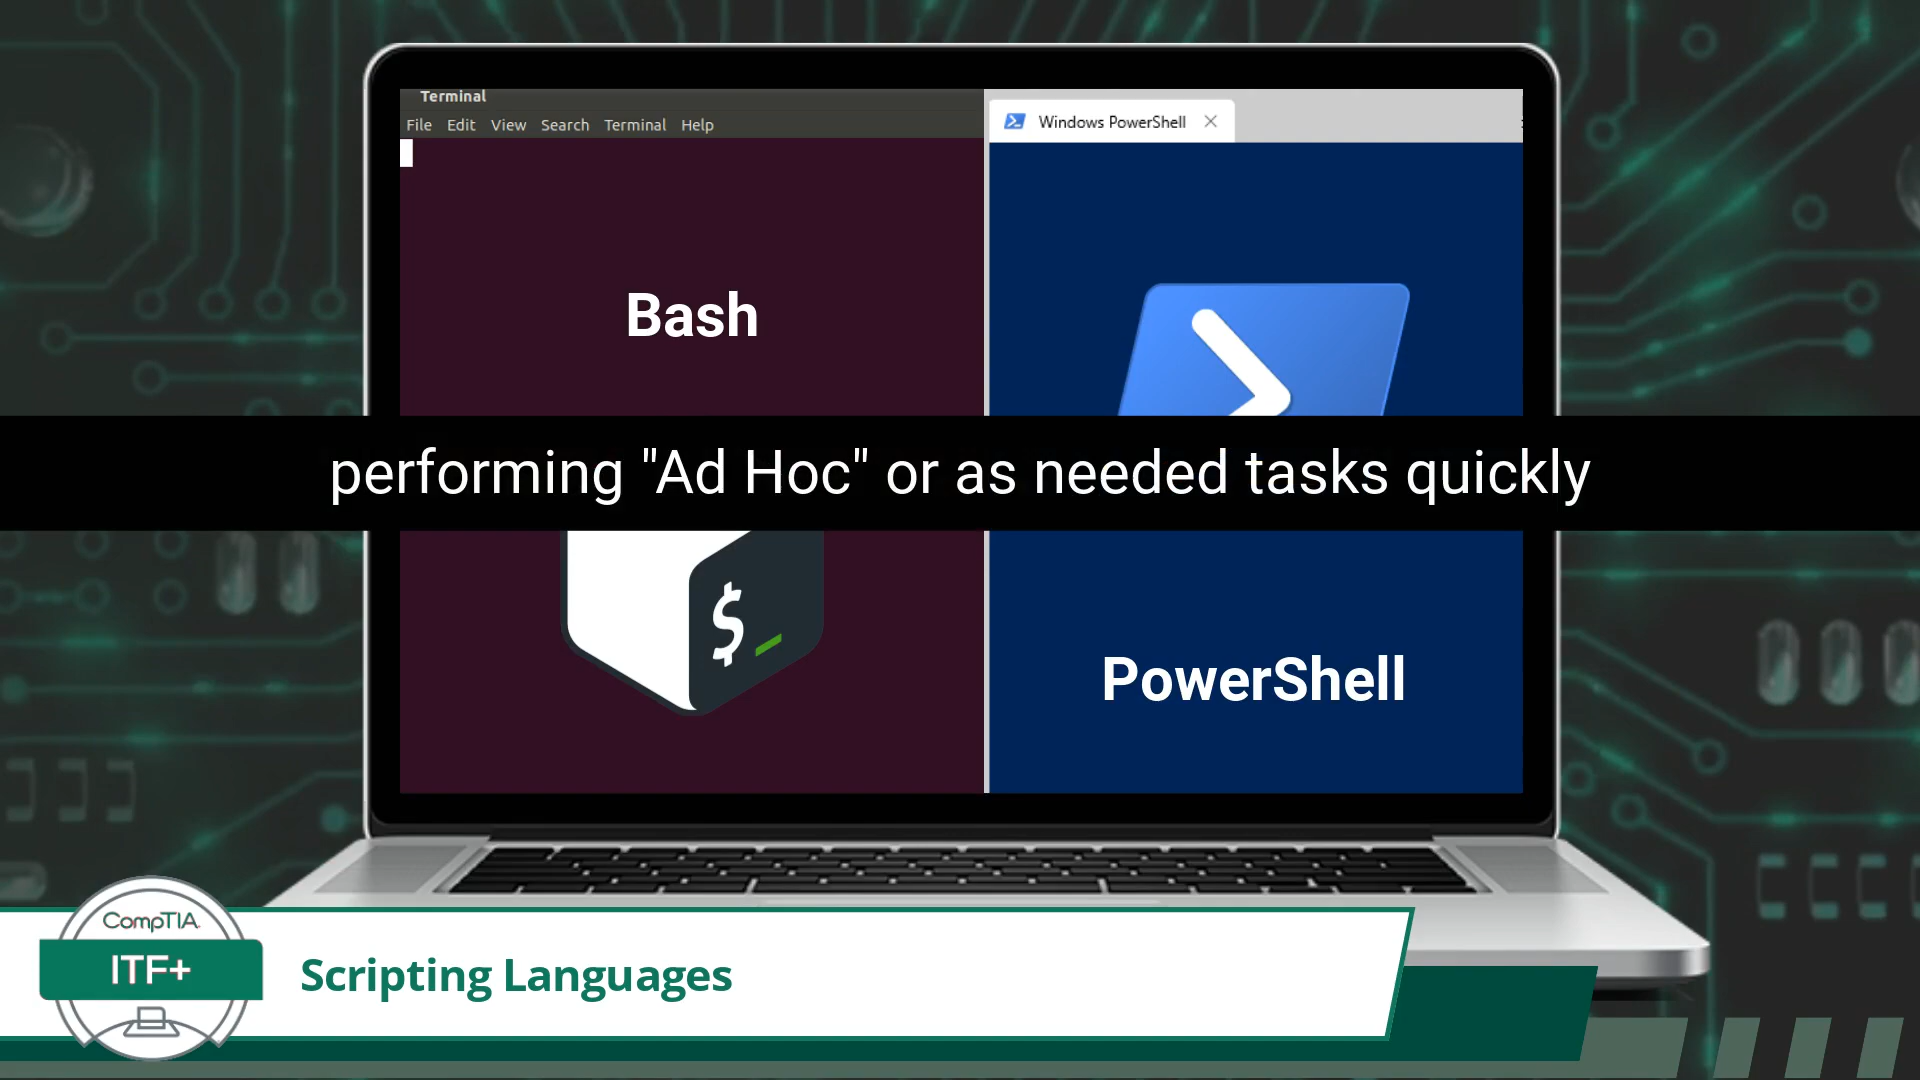 Terminal
File Edit View Search Terminal Help
Windows PowerShell
Bash
performing "Ad Hoc" or as needed tasks quickly
$_
PowerShell
CompTIA
ITF+
Scripting Languages